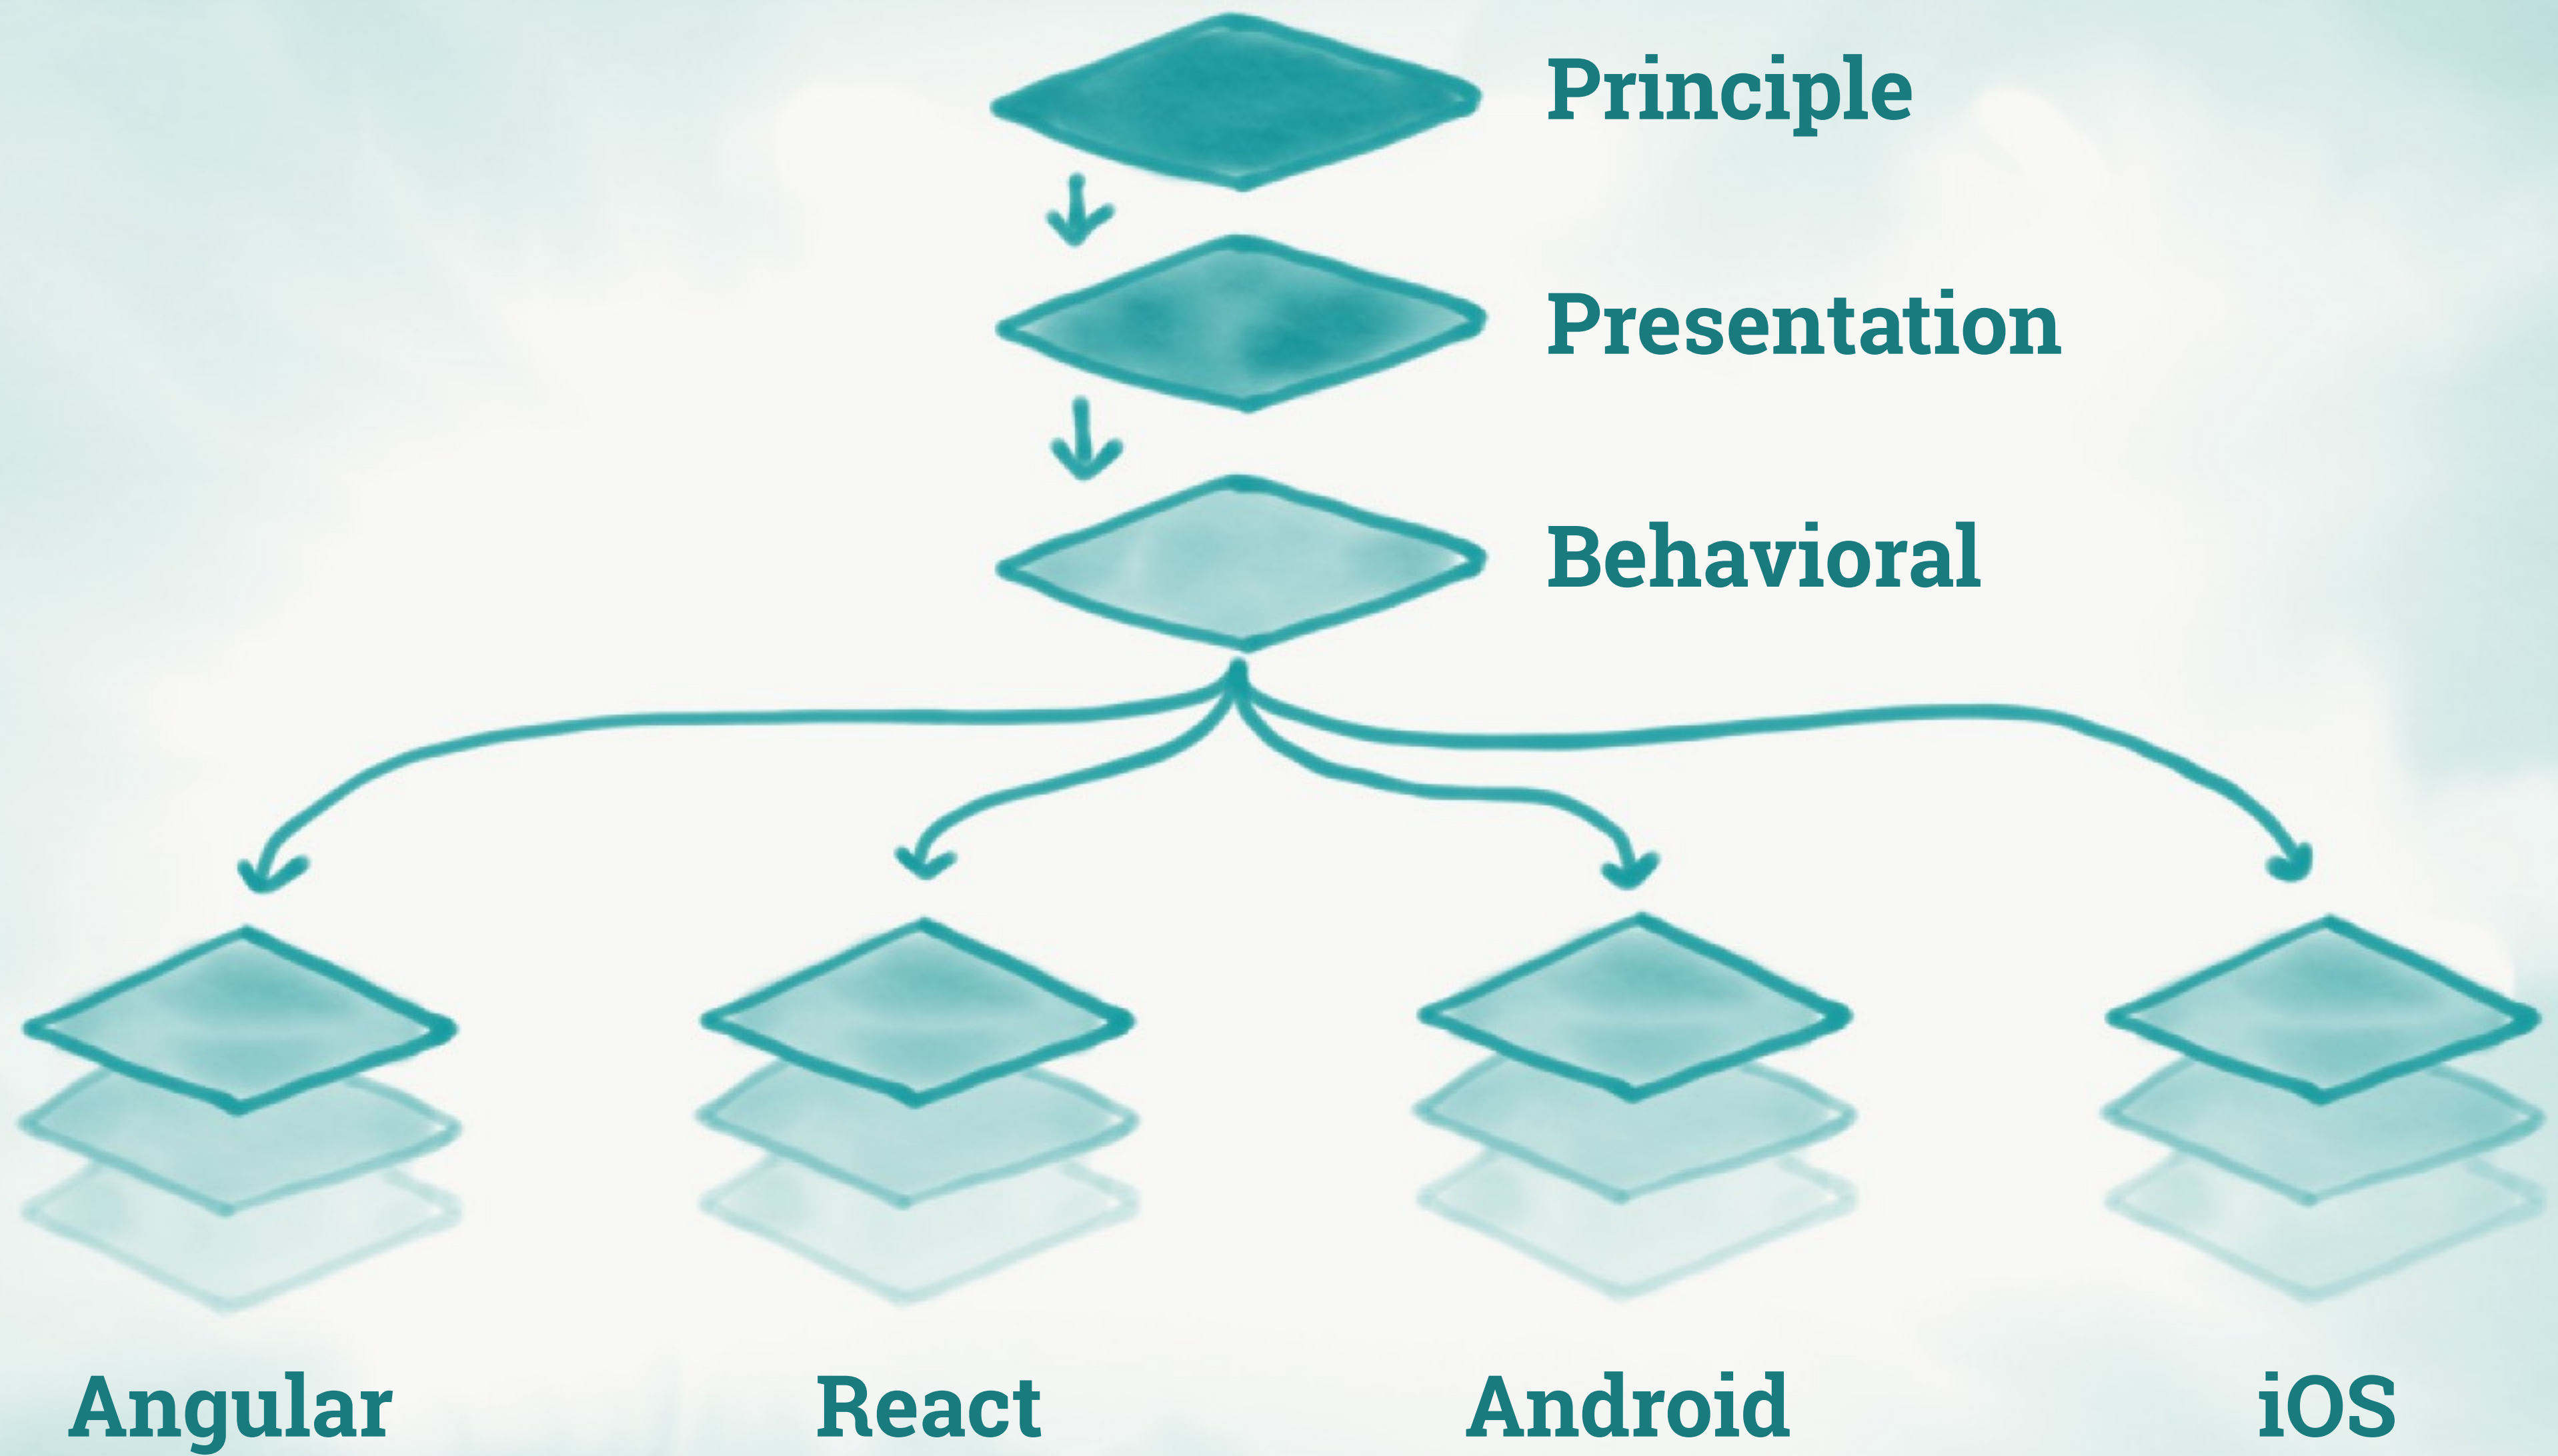 Principle
Presentation
Behavioral
Angular
React
Android
iOS